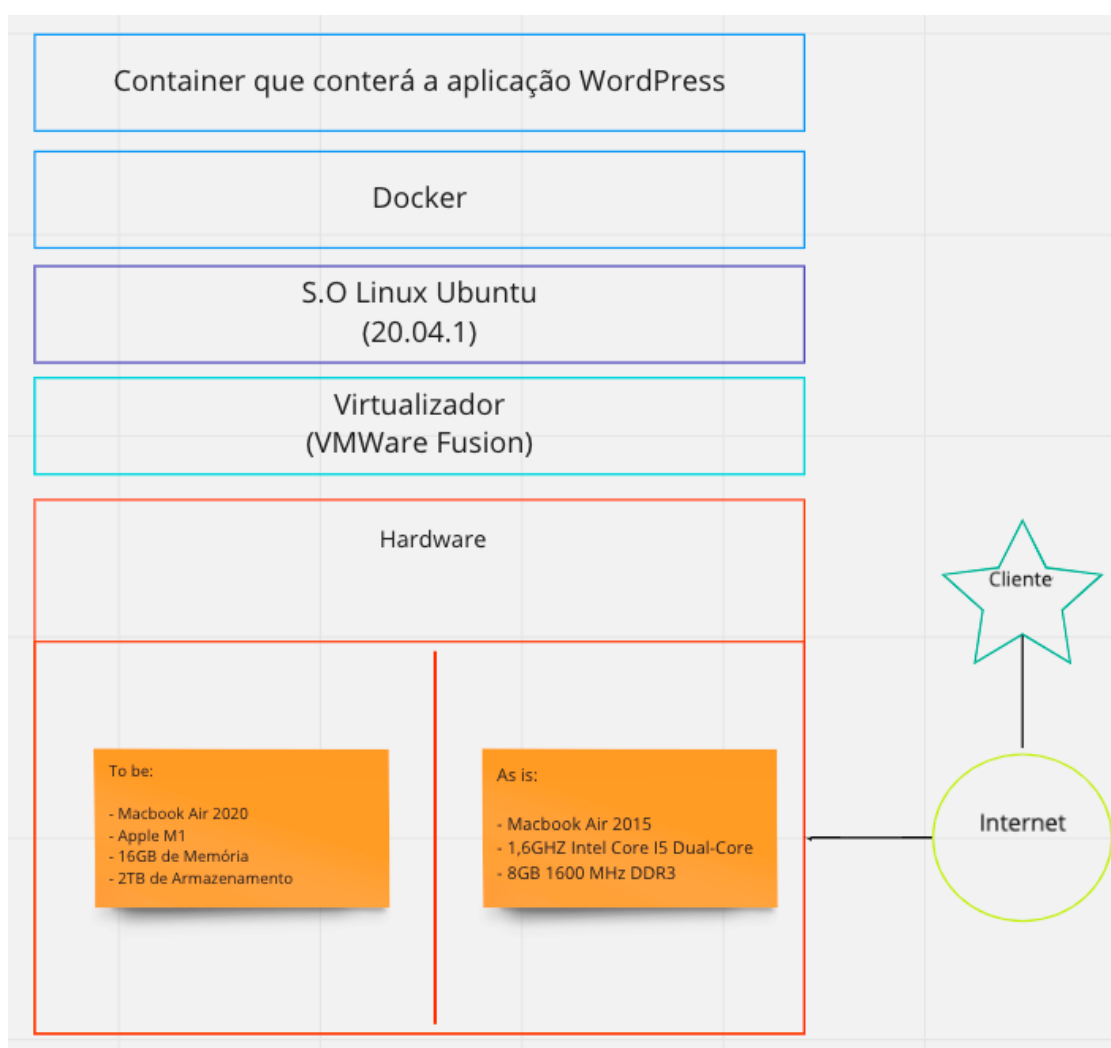 Container que conterá a aplicação WordPress
Docker
S.O Linux Ubuntu
(20.04.1)
Virtualizador
(VMWare Fusion)
Hardware
Cliente
To be:
- Macbook Air 2020
- Apple M1
- 16GB de Memória
- 2TB de Armazenamento
As is:
- Macbook Air 2015
- 1,6GHZ Intel Core I5 Dual-Core
- 8GB 1600 MHz DDR3
Internet